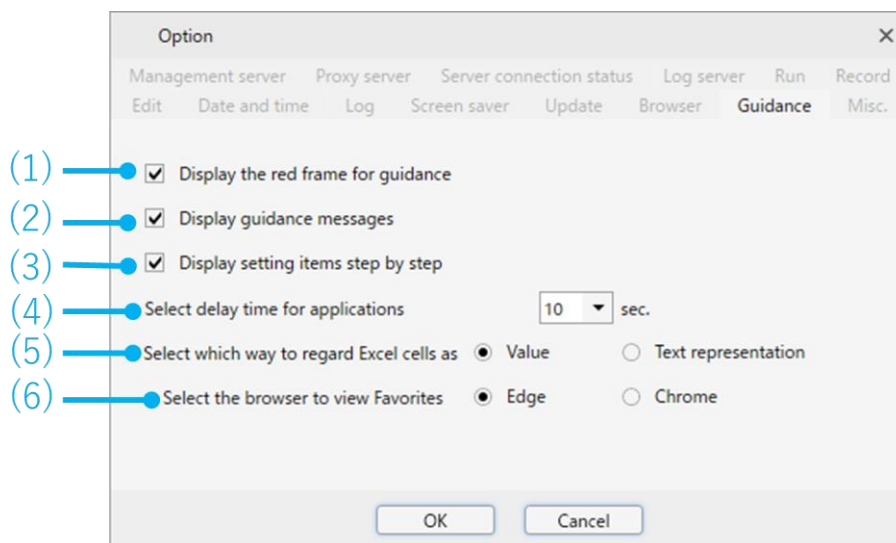 Option
Management server Proxy server Server connection status Log server Run Record
Edit Date and time Log Screen saver Update Browser Guidance Misc.
(1) Display the red frame for guidance
(2) Display guidance messages
(3) Display setting items step by step
(4) Select delay time for applications 10 sec.
(5) Select which way to regard Excel cells as Value Text representation
(6) Select the browser to view Favorites Edge Chrome
OK Cancel